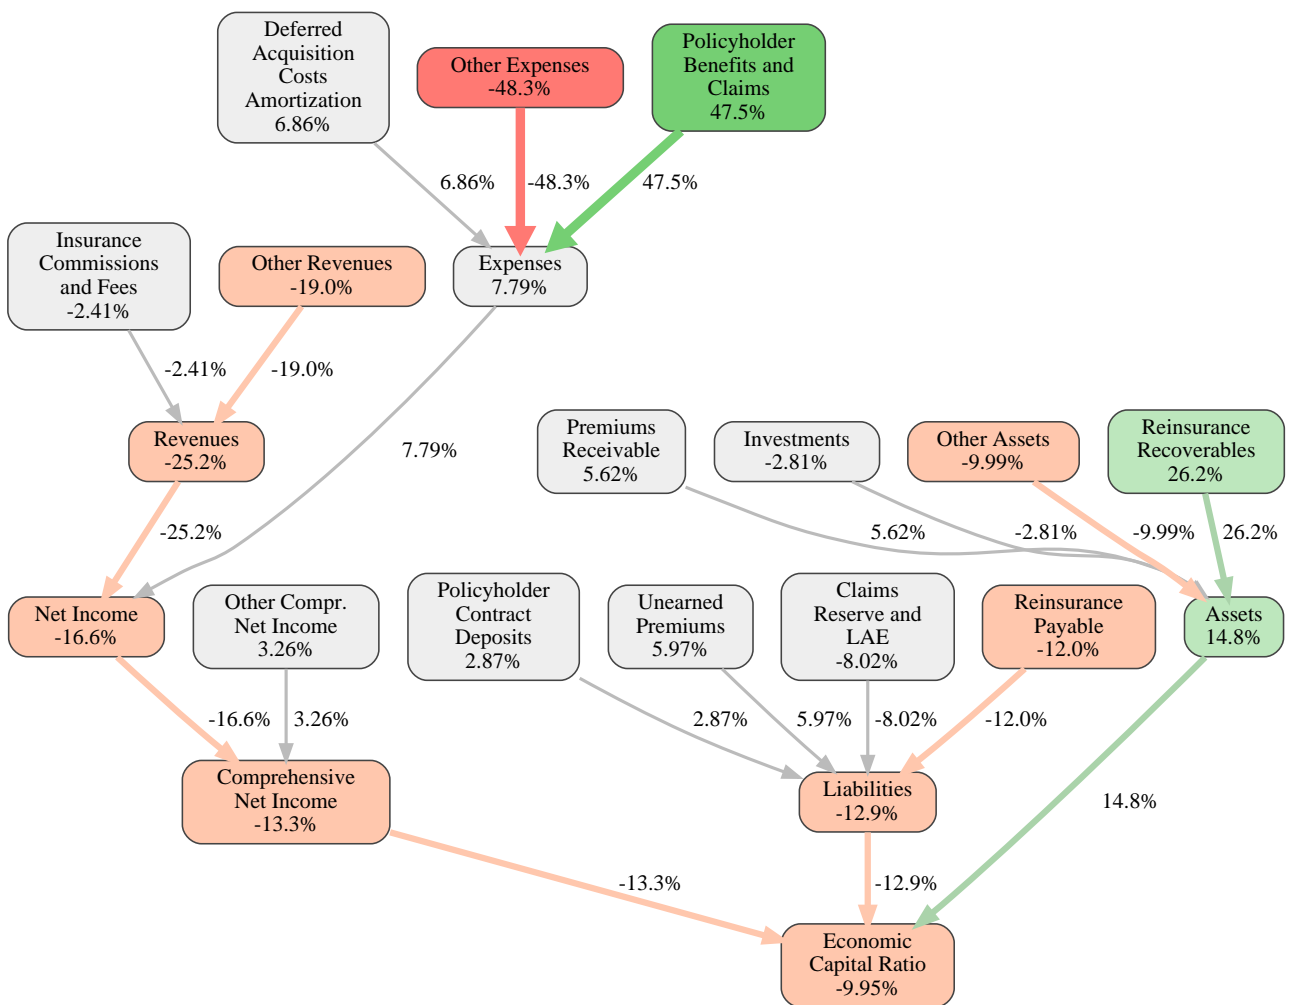 Deferred
Acquisition
Costs
Amortization
6.86%
Other Expenses
-48.3%
Policyholder
Benefits and
Claims
47.5%
6.86%
-48.3%
47.5%
Insurance
Commissions
and Fees
-2.41%
Other Revenues
-19.0%
Expenses
7.79%
-2.41%
-19.0%
Revenues
-25.2%
7.79%
Premiums
Receivable
5.62%
Investments
-2.81%
Other Assets
-9.99%
Reinsurance
Recoverables
26.2%
-25.2%
5.62%
-2.81%
-9.99%
26.2%
Net Income
-16.6%
Other Compr.
Net Income
3.26%
Policyholder
Contract
Deposits
2.87%
Unearned
Premiums
5.97%
Claims
Reserve and
LAE
-8.02%
Reinsurance
Payable
-12.0%
Assets
14.8%
-16.6%
3.26%
2.87%
5.97%
-8.02%
-12.0%
Comprehensive
Net Income
-13.3%
Liabilities
-12.9%
14.8%
-13.3%
-12.9%
Economic
Capital Ratio
-9.95%